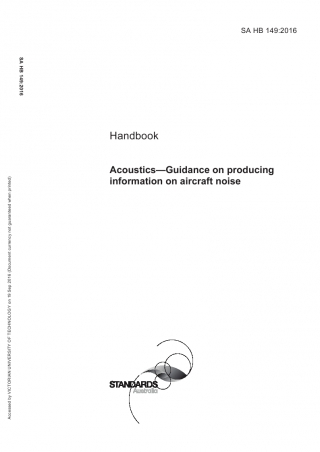 SA HB 149:2016
SA HB 149:2016
Handbook
Acoustics—Guidance on producing
information on aircraft noise
STANDARDS
Australia
Accessed by VICTORIAN UNIVERSITY OF TECHNOLOGY on 16 Sep 2016 (Document currency not guaranteed when printed)